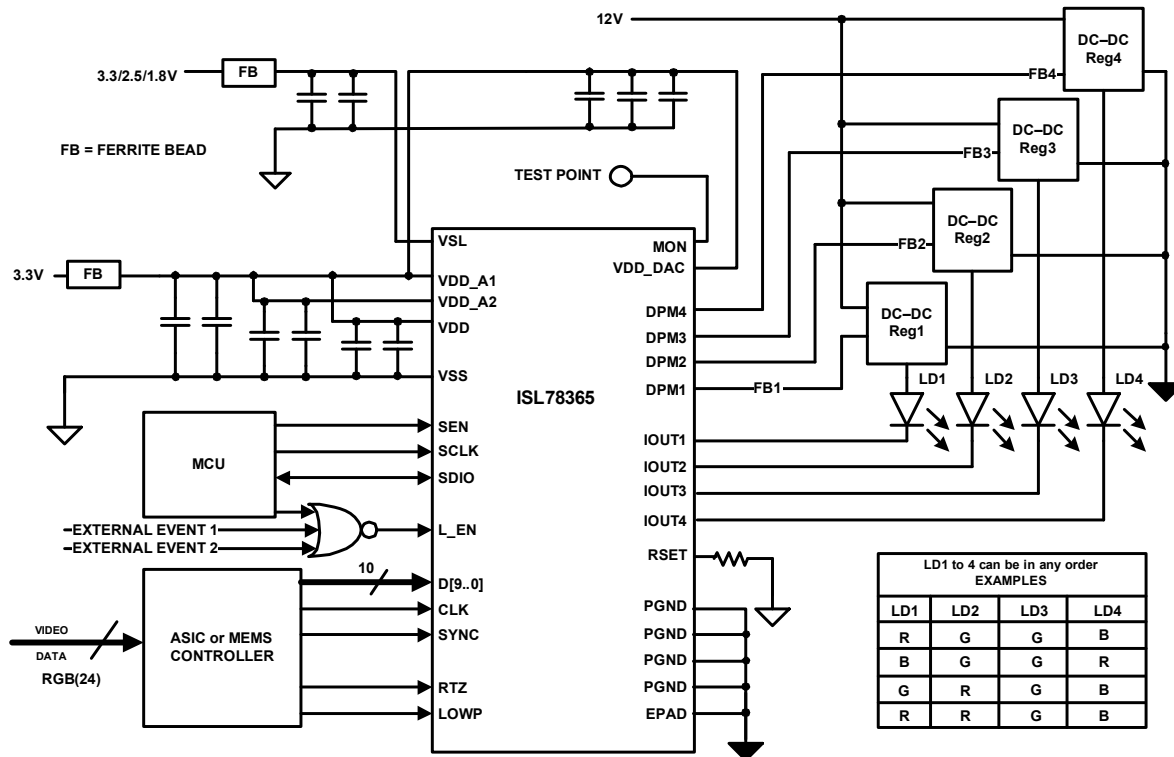 12V
DC–DC
Reg4
3.3/2.5/1.8V
FB
FB4
FB = FERRITE BEAD
DC–DC
Reg3
FB3
TEST POINT
DC–DC
Reg2
FB2
VSL
MON
3.3V
FB
VDD_A1
VDD_DAC
VDD_A2
VDD
DPM4
DC–DC
Reg1
DPM3
DPM2
VSS
DPM1
FB1
LD1
LD2
LD3
LD4
ISL78365
MCU
SEN
SCLK
SDIO
IOUT1
IOUT2
IOUT3
IOUT4
EXTERNAL EVENT 1
EXTERNAL EVENT 2
L_EN
RSET
10
D[9..0]
CLK
SYNC
RTZ
LOWP
VIDEO
DATA
RGB(24)
ASIC or MEMS
CONTROLLER
PGND
PGND
PGND
PGND
EPAD
LD1 to 4 can be in any order
EXAMPLES
LD1 LD2 LD3 LD4
R G G B
B G G R
G R G B
R R G B